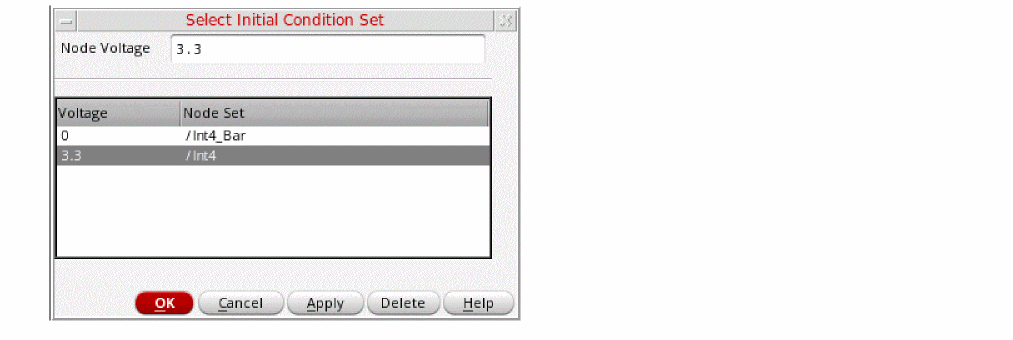 Select Initial Condition Set
Node Voltage 3.3
Voltage Node Set
0 /Int4_Bar
3.3 /Int4
OK Cancel Apply Delete Help